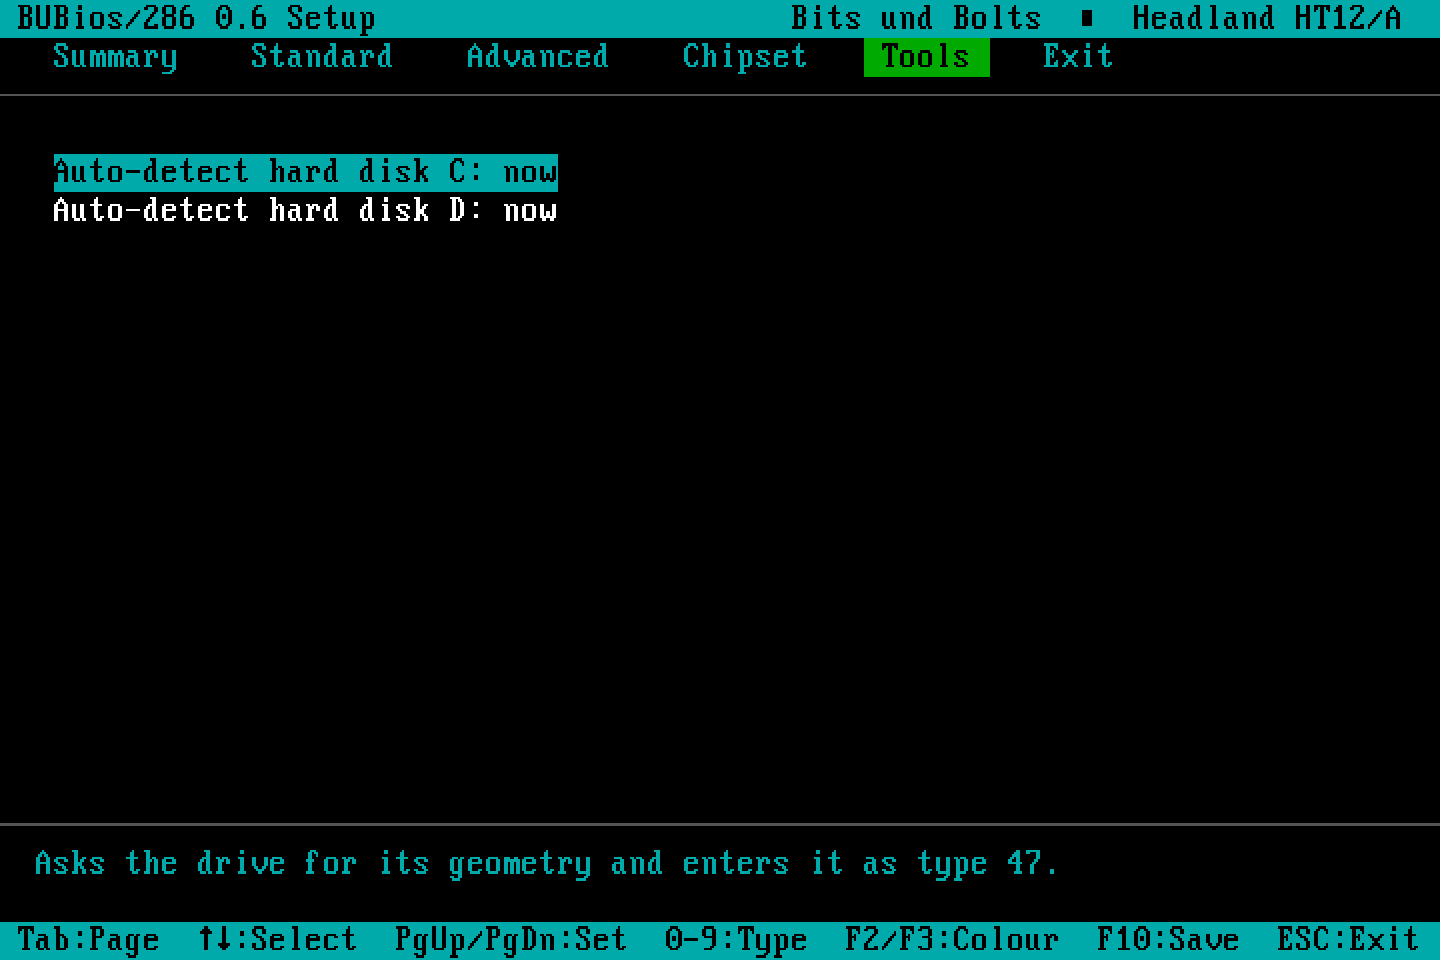 BUBios/286 0.6 Setup Bits und Bolts ▪ Headland HT12/A
Summary Standard Advanced Chipset Tools Exit
Auto-detect hard disk C: now
Auto-detect hard disk D: now
Asks the drive for its geometry and enters it as type 47.
Tab:Page ↑↓:Select PgUp/PgDn:Set 0-9:Type F2/F3:Colour F10:Save ESC:Exit